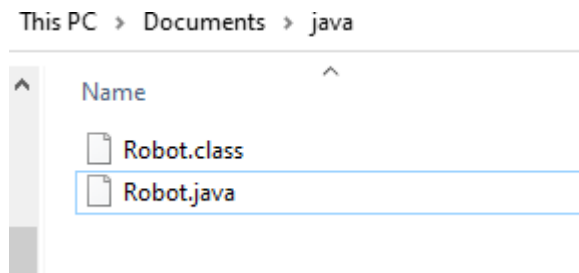 This PC > Documents > java
Name
Robot.class
Robot.java